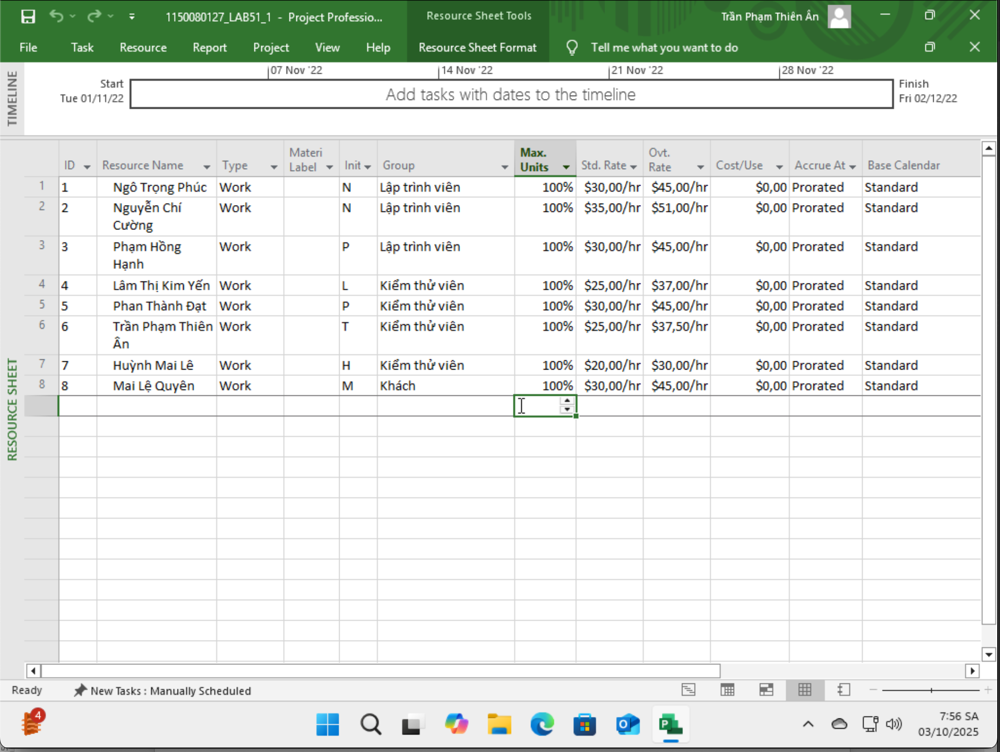 1150080127_LAB51_1 - Project Professio...
Resource Sheet Tools
Trần Phạm Thiên Ân
File Task Resource Report Project View Help Resource Sheet Format Tell me what you want to do
TIMELINE
07 Nov '22 14 Nov '22 21 Nov '22 28 Nov '22
Start
Tue 01/11/22
Add tasks with dates to the timeline
Finish
Fri 02/12/22
RESOURCE SHEET
ID Resource Name Type Materi Label Init Group Max. Units Std. Rate Ovt. Rate Cost/Use Accrue At Base Calendar
1 1 Ngô Trọng Phúc Work N Lập trình viên 100% $30,00/hr $45,00/hr $0,00 Prorated Standard
2 2 Nguyễn Chí Cường Work N Lập trình viên 100% $35,00/hr $51,00/hr $0,00 Prorated Standard
3 3 Phạm Hồng Hạnh Work P Lập trình viên 100% $30,00/hr $45,00/hr $0,00 Prorated Standard
4 4 Lâm Thị Kim Yến Work L Kiểm thử viên 100% $25,00/hr $37,00/hr $0,00 Prorated Standard
5 5 Phan Thành Đạt Work P Kiểm thử viên 100% $30,00/hr $45,00/hr $0,00 Prorated Standard
6 6 Trần Phạm Thiên Ân Work T Kiểm thử viên 100% $25,00/hr $37,50/hr $0,00 Prorated Standard
7 7 Huỳnh Mai Lê Work H Kiểm thử viên 100% $20,00/hr $30,00/hr $0,00 Prorated Standard
8 8 Mai Lệ Quyên Work M Khách 100% $30,00/hr $45,00/hr $0,00 Prorated Standard
Ready New Tasks : Manually Scheduled
4
7:56 SA
03/10/2025